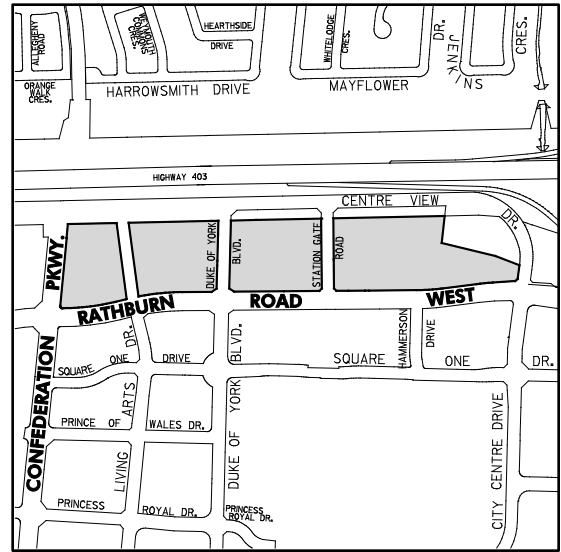 ALLEGHENY
ROAD
WEYMOUTH
COMMONS
CRES.
HEARTHSIDE
DRIVE
WHITELODGE
CRES.
DR.
JENKINS
CRES.
ORANGE
WALK
CRES.
HARROWSMITH DRIVE
MAYFLOWER
HIGHWAY 403
CENTRE VIEW
DR.
PKWY.
DUKE OF YORK
BLVD.
STATION GATE
ROAD
RATHBURN
ROAD
WEST
CONFEDERATION
DR.
SQUARE ONE
DRIVE
BLVD.
SQUARE
HAMMERSON
DRIVE
ONE
DR.
PRINCE OF
ARTS
WALES DR.
DUKE OF YORK
CITY CENTRE DRIVE
LIVING
PRINCESS
ROYAL DR.
PRINCESS
ROYAL DR.